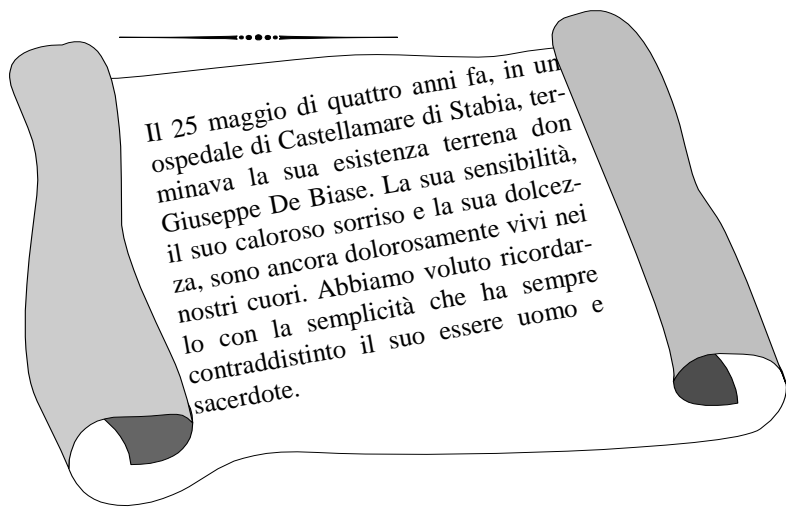 Il 25 maggio di quattro anni fa, in un
ospedale di Castellamare di Stabia, ter-
minava la sua esistenza terrena don
Giuseppe De Biase. La sua sensibilità,
il suo caloroso sorriso e la sua dolcez-
za, sono ancora dolorosamente vivi nei
nostri cuori. Abbiamo voluto ricordar-
lo con la semplicità che ha sempre
contraddistinto il suo essere uomo e
sacerdote.